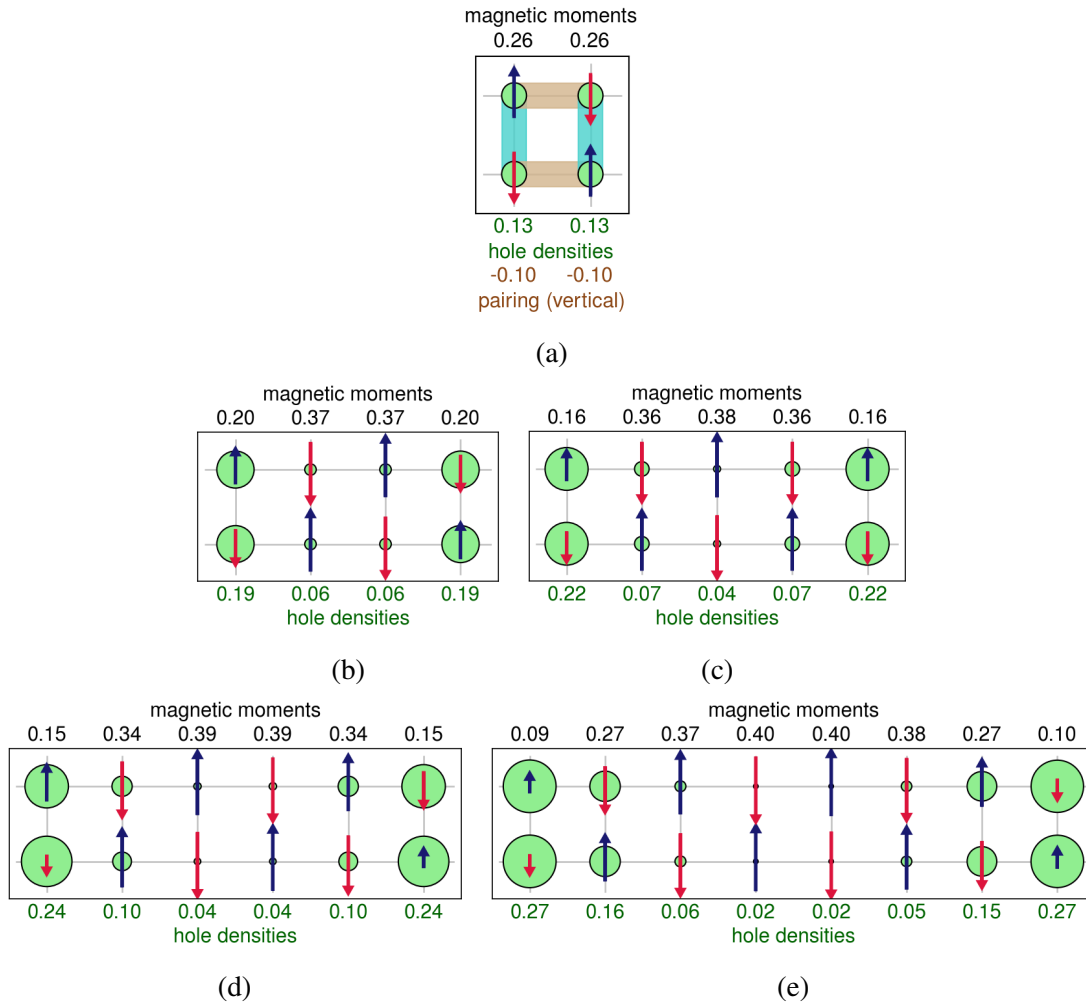 magnetic moments
0.26 0.26
0.13 0.13
hole densities
-0.10 -0.10
pairing (vertical)
(a)
magnetic moments
0.20 0.37 0.37 0.20
0.19 0.06 0.06 0.19
hole densities
(b)
magnetic moments
0.16 0.36 0.38 0.36 0.16
0.22 0.07 0.04 0.07 0.22
hole densities
(c)
magnetic moments
0.15 0.34 0.39 0.39 0.34 0.15
0.24 0.10 0.04 0.04 0.10 0.24
hole densities
(d)
magnetic moments
0.09 0.27 0.37 0.40 0.40 0.38 0.27 0.10
0.27 0.16 0.06 0.02 0.02 0.05 0.15 0.27
hole densities
(e)